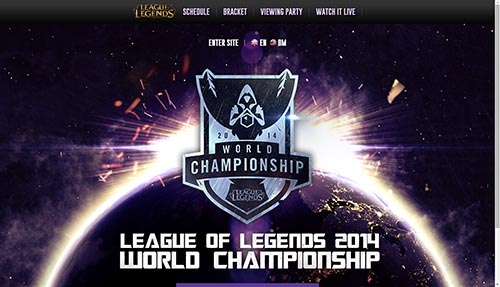 LEAGUE OF LEGENDS SCHEDULE BRACKET VIEWING PARTY WATCH IT LIVE
ENTER SITE EN BM
2014
WORLD
CHAMPIONSHIP
LEAGUE OF LEGENDS
LEAGUE OF LEGENDS 2014
WORLD CHAMPIONSHIP